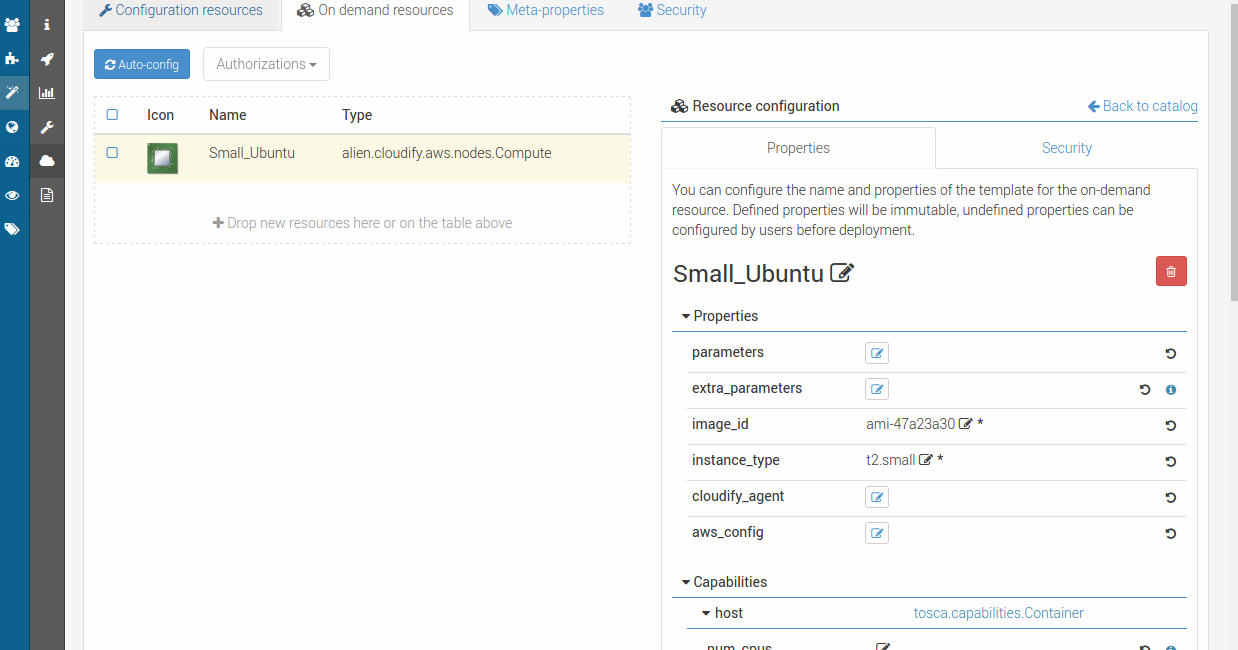 Configuration resources On demand resources Meta-properties Security
Auto-config Authorizations
Icon Name Type
Small_Ubuntu alien.cloudify.aws.nodes.Compute
Drop new resources here or on the table above
Resource configuration Back to catalog
Properties Security
You can configure the name and properties of the template for the on-demand
resource. Defined properties will be immutable, undefined properties can be
configured by users before deployment.
Small_Ubuntu
Properties
parameters
extra_parameters
image_id ami-47a23a30 *
instance_type t2.small *
cloudify_agent
aws_config
Capabilities
host tosca.capabilities.Container
num_cpus